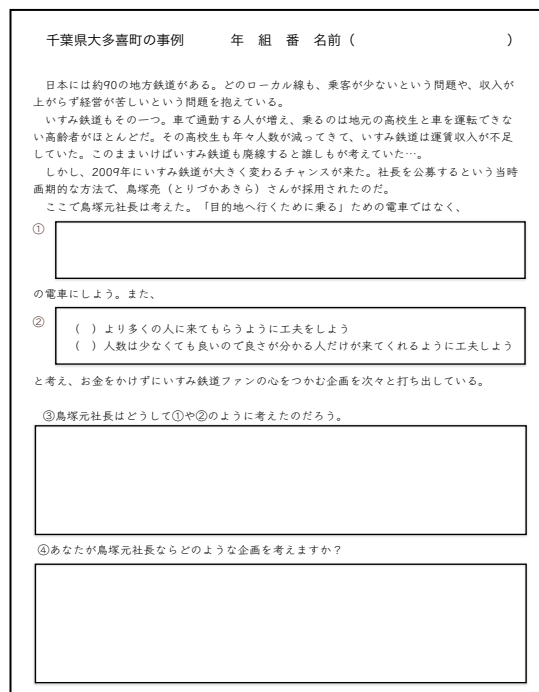 千葉県大多喜町の事例　　　年　組　番　名前（　　　　　　　　　　）
日本には約90の地方鉄道がある。どのローカル線も、乗客が少ないという問題や、収入が
上がらず経営が苦しいという問題を抱えている。
いすみ鉄道もその一つ。車で通勤する人が増え、乗るのは地元の高校生と車を運転できな
い高齢者がほとんどだ。その高校生も年々人数が減ってきて、いすみ鉄道は運賃収入が不足
していた。このままいけばいすみ鉄道も廃線すると誰しもが考えていた…。
しかし、2009年にいすみ鉄道が大きく変わるチャンスが来た。社長を公募するという当時
画期的な方法で、鳥塚亮（とりづかあきら）さんが採用されたのだ。
ここで鳥塚元社長は考えた。「目的地へ行くために乗る」ための電車ではなく、
①
の電車にしよう。また、
②
（　）より多くの人に来てもらうように工夫をしよう
（　）人数は少なくても良いので良さが分かる人だけが来てくれるように工夫しよう
と考え、お金をかけずにいすみ鉄道ファンの心をつかむ企画を次々と打ち出している。
③鳥塚元社長はどうして①や②のように考えたのだろう。
④あなたが鳥塚元社長ならどのような企画を考えますか？